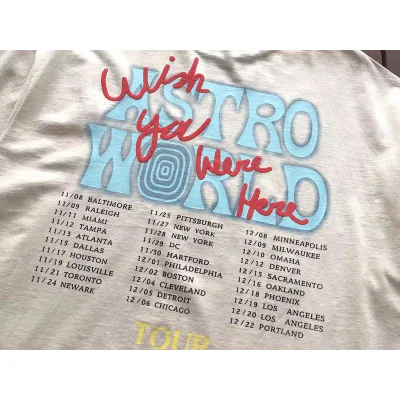 Wish
ASTRO
you
WORLD
Were
Here
11/08 BALTIMORE
11/09 RALEIGH
11/11 MIAMI
11/12 TAMPA
11/13 ATLANTA
11/15 DALLAS
11/17 HOUSTON
11/19 LOUISVILLE
11/21 TORONTO
11/24 NEWARK
11/25 PITTSBURGH
11/27 NEW YORK
11/28 NEW YORK
11/29 DC
11/30 HARTFORD
12/01 PHILADELPHIA
12/02 BOSTON
12/04 CLEVELAND
12/05 DETROIT
12/06 CHICAGO
12/08 MINNEAPOLIS
12/09 MILWAUKEE
12/10 OMAHA
12/12 DENVER
12/15 SACRAMENTO
12/16 OAKLAND
12/18 PHOENIX
12/19 LOS ANGELES
12/20 LOS ANGELES
12/22 PORTLAND
TOUR